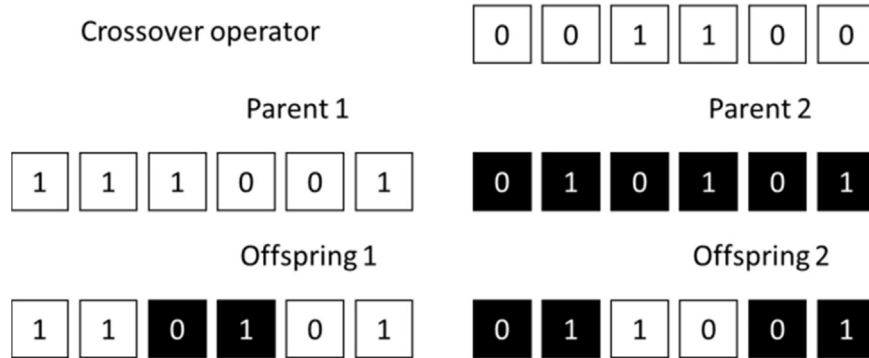 Crossover operator 0 0 1 1 0 0
Parent 1 Parent 2
1 1 1 0 0 1 0 1 0 1 0 1
Offspring 1 Offspring 2
1 1 0 1 0 1 0 1 1 0 0 1